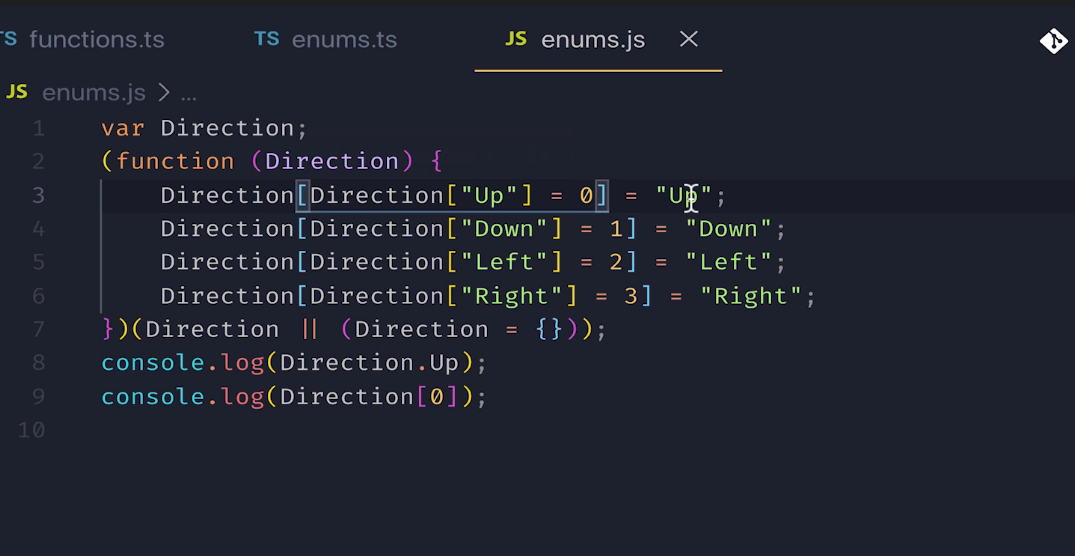 TS functions.ts TS enums.ts JS enums.js
JS enums.js > ...
1 var Direction;
2 (function (Direction) {
3 Direction[Direction["Up"] = 0] = "Up";
4 Direction[Direction["Down"] = 1] = "Down";
5 Direction[Direction["Left"] = 2] = "Left";
6 Direction[Direction["Right"] = 3] = "Right";
7 })(Direction || (Direction = {}));
8 console.log(Direction.Up);
9 console.log(Direction[0]);
10